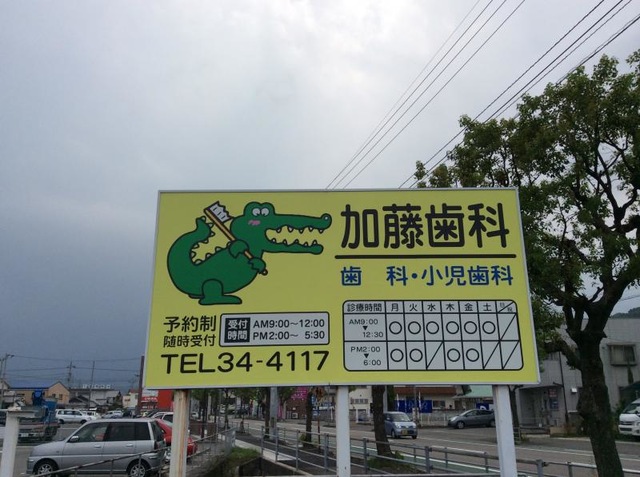 加藤歯科
歯 科・小児歯科
予約制
随時受付
受付時間 AM9:00〜12:00
PM2:00〜 5:30
TEL34-4117
診療時間 月 火 水 木 金 土 日・祝
AM9:00 ▼ 12:30 ○ ○ ○ ○ ○ ○
PM2:00 ▼ 6:00 ○ ○ ○ ○